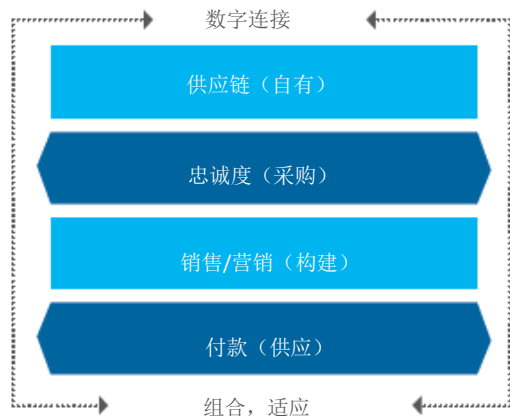 数字连接
供应链（自有）
忠诚度（采购）
销售/营销（构建）
付款（供应）
组合，适应